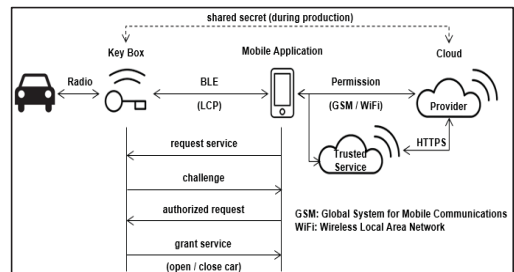 shared secret (during production)
Key Box
Mobile Application
Cloud
Radio
BLE
(LCP)
Permission
(GSM / WiFi)
Provider
Trusted
Service
HTTPS
request service
challenge
authorized request
grant service
(open / close car)
GSM: Global System for Mobile Communications
WiFi: Wireless Local Area Network